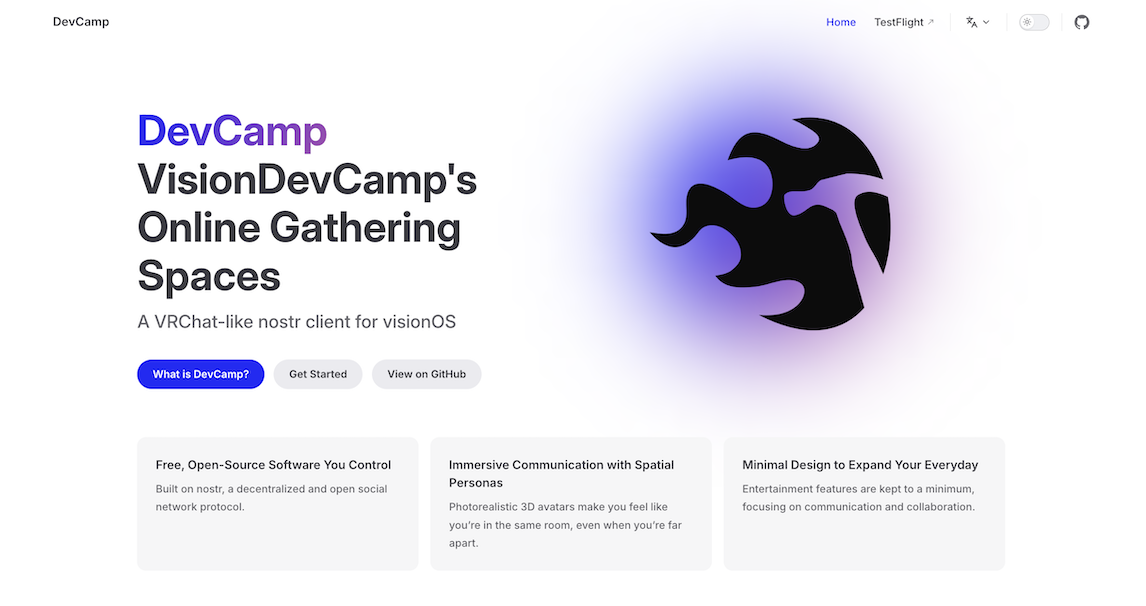 DevCamp
Home
TestFlight
DevCamp
VisionDevCamp's
Online Gathering
Spaces
A VRChat-like nostr client for visionOS
What is DevCamp?
Get Started
View on GitHub
Free, Open-Source Software You Control
Built on nostr, a decentralized and open social
network protocol.
Immersive Communication with Spatial
Personas
Photorealistic 3D avatars make you feel like
you’re in the same room, even when you’re far
apart.
Minimal Design to Expand Your Everyday
Entertainment features are kept to a minimum,
focusing on communication and collaboration.